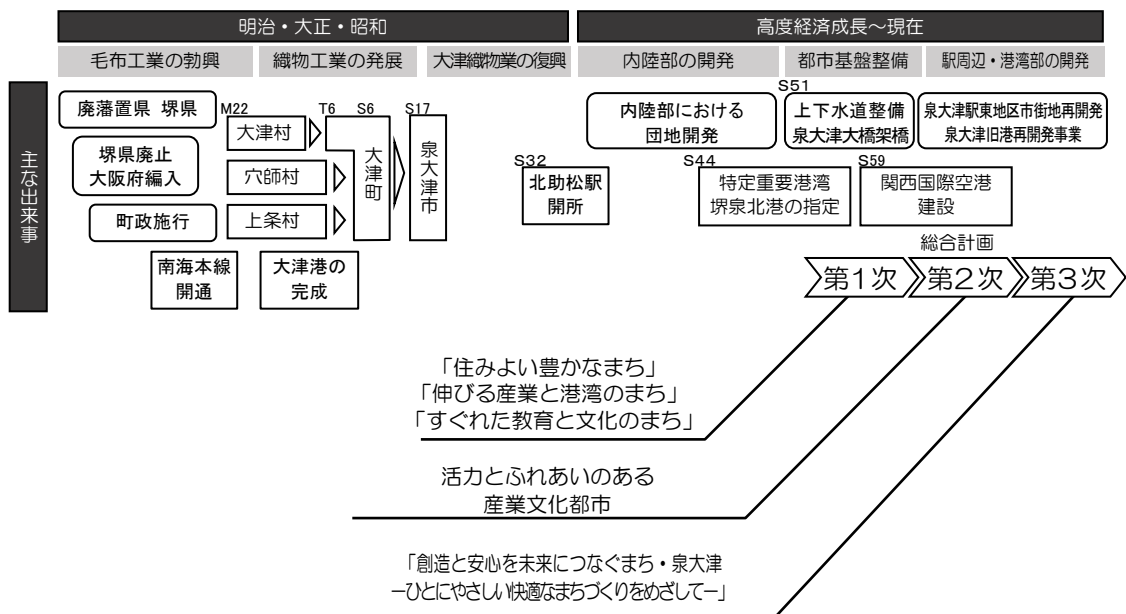 明治・大正・昭和
高度経済成長～現在
毛布工業の勃興
織物工業の発展
大津織物業の復興
内陸部の開発
都市基盤整備
駅周辺・港湾部の開発
主な出来事
廃藩置県 堺県
堺県廃止
大阪府編入
町政施行
南海本線
開通
M22
大津村
穴師村
上条村
T6
S6
大津町
大津港の
完成
S17
泉大津市
S32
北助松駅
開所
内陸部における
団地開発
S44
特定重要港湾
堺泉北港の指定
S51
上下水道整備
泉大津大橋架橋
S59
関西国際空港
建設
泉大津駅東地区市街地再開発
泉大津旧港再開発事業
総合計画
第1次
第2次
第3次
「住みよい豊かなまち」
「伸びる産業と港湾のまち」
「すぐれた教育と文化のまち」
活力とふれあいのある
産業文化都市
「創造と安心を未来につなぐまち・泉大津
ーひとにやさしい快適なまちづくりをめざしてー」